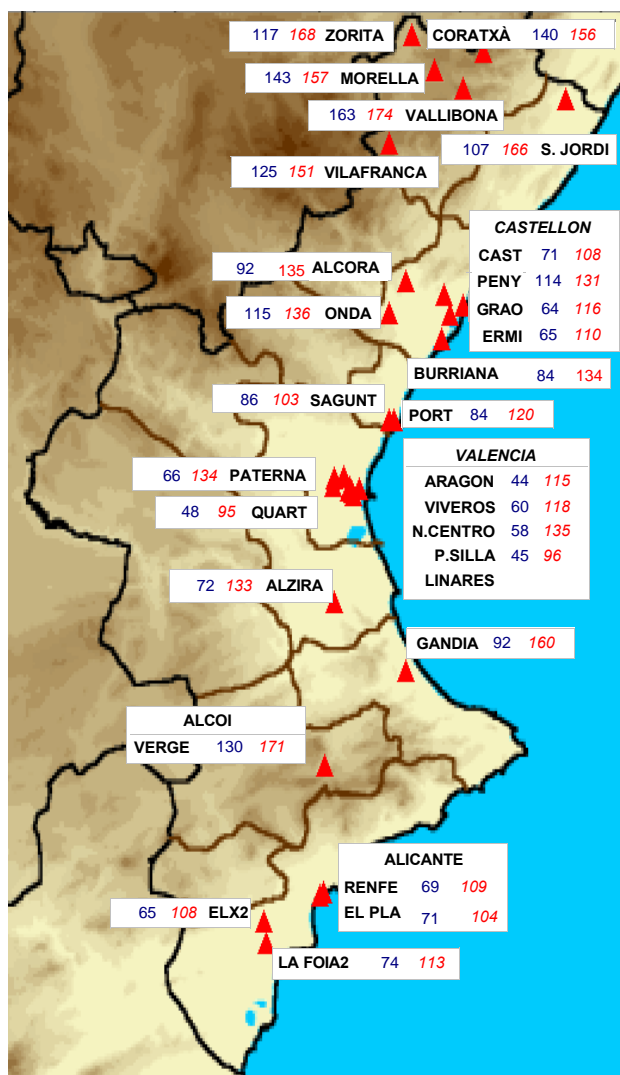 117 168 ZORITA
CORATXÀ 140 156
143 157 MORELLA
163 174 VALLIBONA
107 166 S. JORDI
125 151 VILAFRANCA
CASTELLON
CAST 71 108
PENY 114 131
GRAO 64 116
ERMI 65 110
92 135 ALCORA
115 136 ONDA
BURRIANA 84 134
86 103 SAGUNT
PORT 84 120
VALENCIA
ARAGON 44 115
VIVEROS 60 118
N.CENTRO 58 135
P.SILLA 45 96
LINARES
66 134 PATERNA
48 95 QUART
72 133 ALZIRA
GANDIA 92 160
ALCOI
VERGE 130 171
ALICANTE
RENFE 69 109
EL PLA 71 104
65 108 ELX2
LA FOIA2 74 113